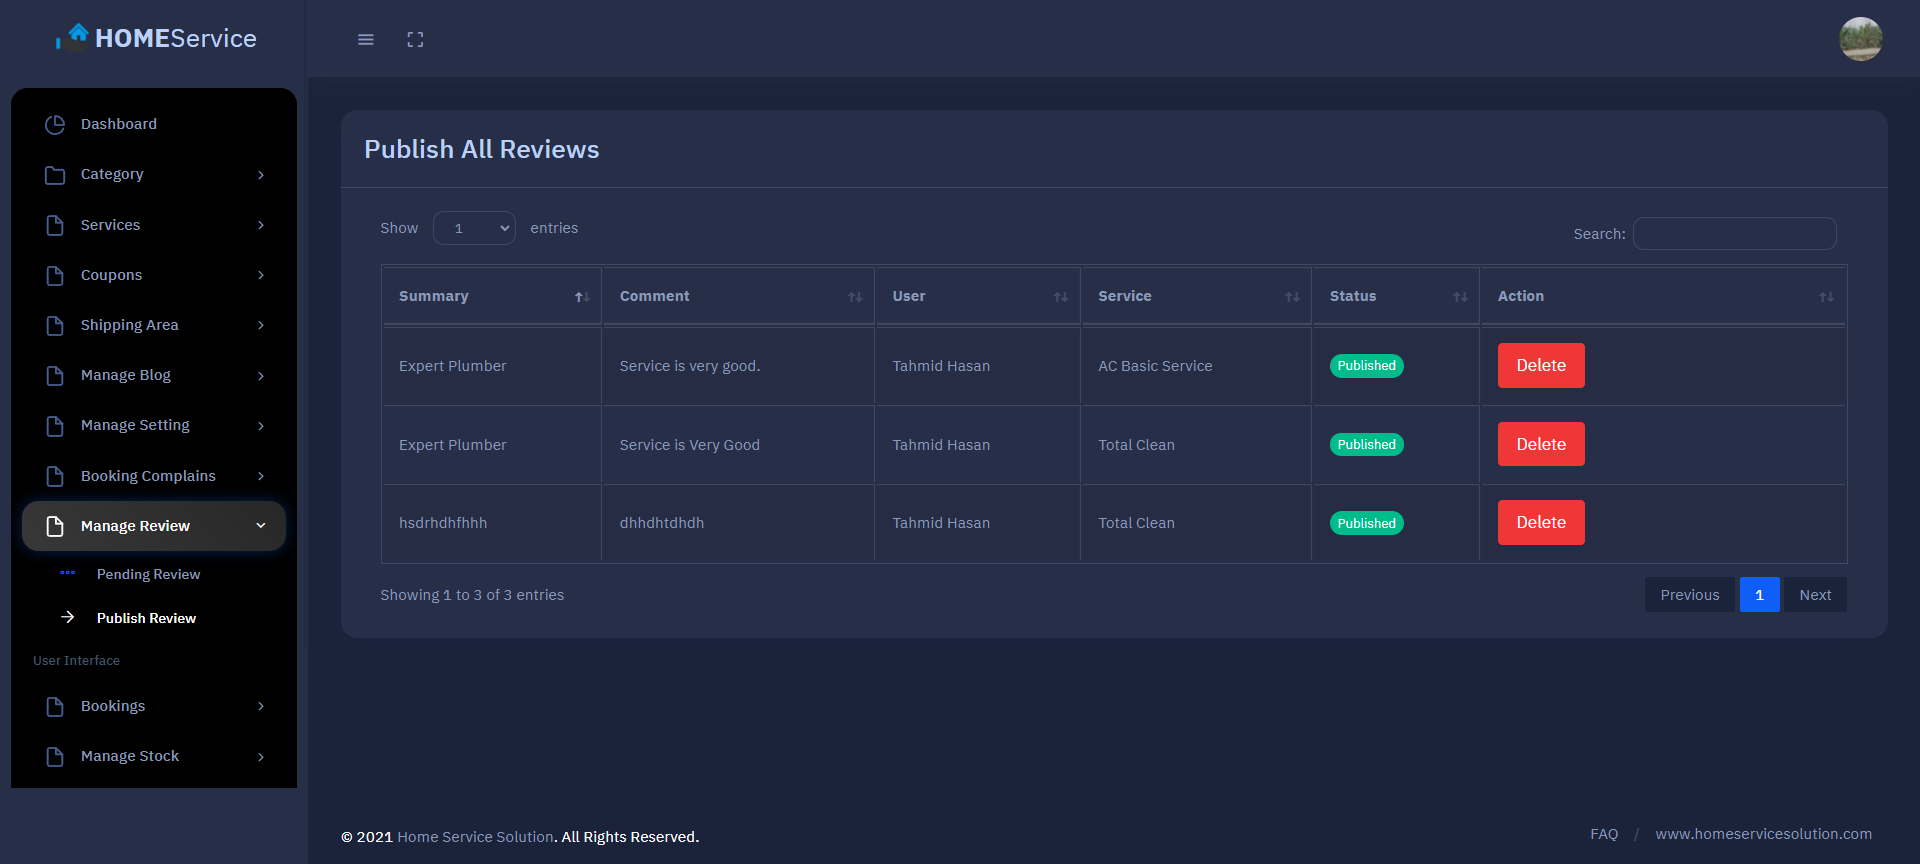 HOMEService
Dashboard
Category
Services
Coupons
Shipping Area
Manage Blog
Manage Setting
Booking Complains
Manage Review
Pending Review
Publish Review
User Interface
Bookings
Manage Stock
Publish All Reviews
Show 1 entries
Search:
Summary Comment User Service Status Action
Expert Plumber Service is very good. Tahmid Hasan AC Basic Service Published Delete
Expert Plumber Service is Very Good Tahmid Hasan Total Clean Published Delete
hsdrhdhfhhh dhhdhtdhdh Tahmid Hasan Total Clean Published Delete
Showing 1 to 3 of 3 entries
Previous 1 Next
© 2021 Home Service Solution. All Rights Reserved.
FAQ / www.homeservicesolution.com